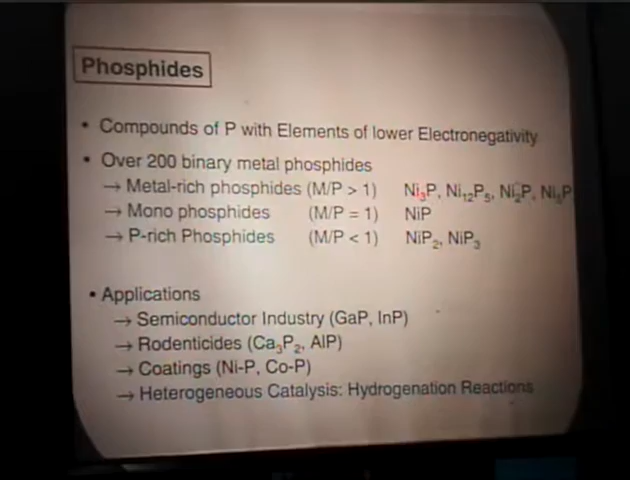 Phosphides
• Compounds of P with Elements of lower Electronegativity
• Over 200 binary metal phosphides
→ Metal-rich phosphides (M/P > 1) Ni₃P, Ni₁₂P₅, Ni₂P,
→ Mono phosphides (M/P = 1) NiP
→ P-rich Phosphides (M/P < 1) NiP₂, NiP₃
• Applications
→ Semiconductor Industry (GaP, InP)
→ Rodenticides (Ca₃P₂, AlP)
→ Coatings (Ni-P, Co-P)
→ Heterogeneous Catalysis: Hydrogenation Reactions